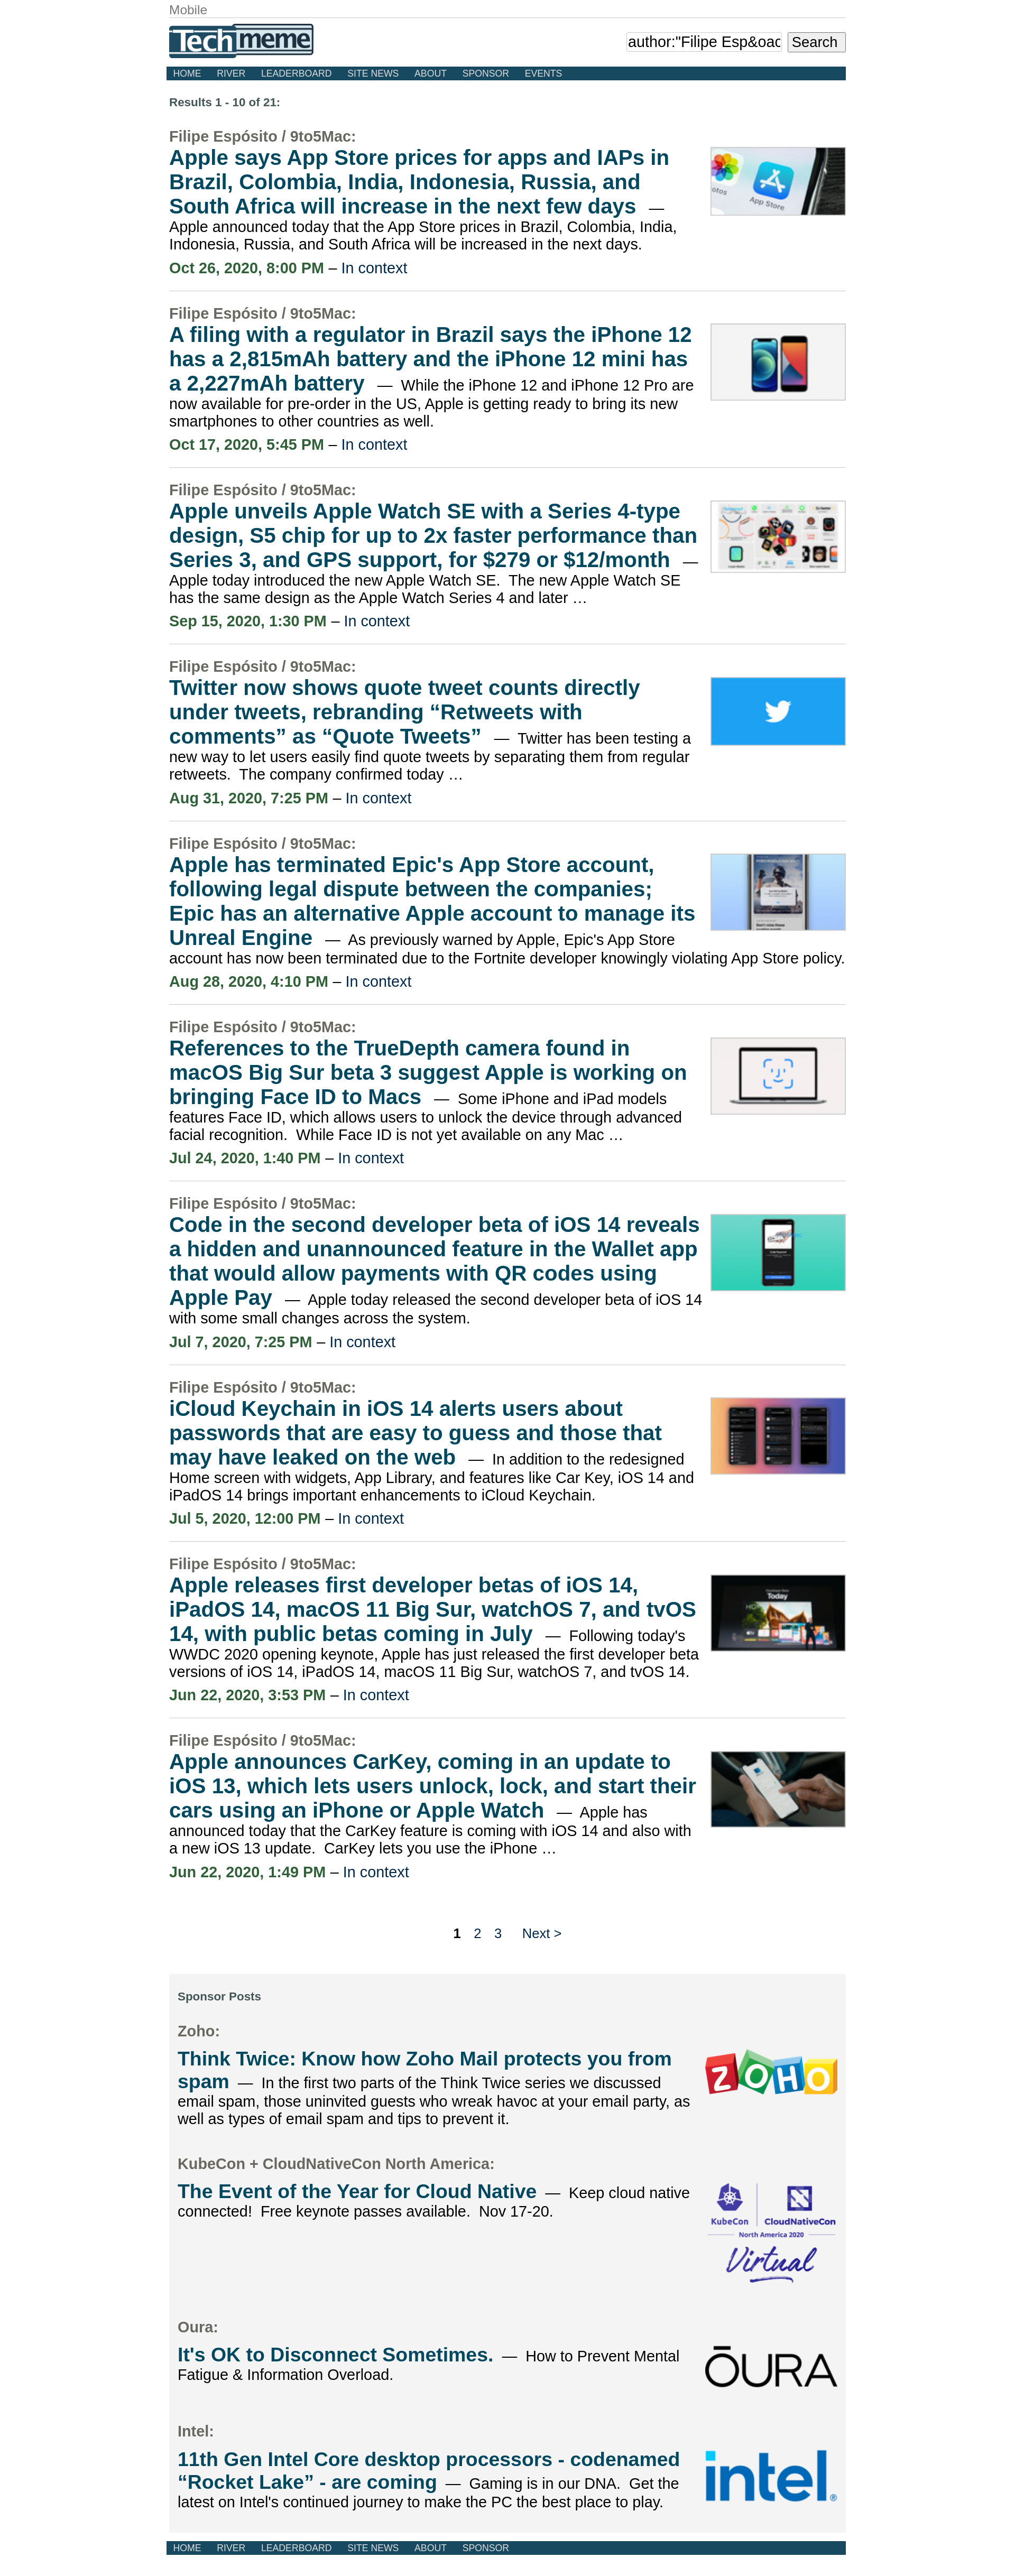 Mobile
Techmeme
author:"Filipe Esp&oac
Search
HOME RIVER LEADERBOARD SITE NEWS ABOUT SPONSOR EVENTS
Results 1 - 10 of 21:
Filipe Espósito / 9to5Mac:
Apple says App Store prices for apps and IAPs in
Brazil, Colombia, India, Indonesia, Russia, and
South Africa will increase in the next few days —
Apple announced today that the App Store prices in Brazil, Colombia, India,
Indonesia, Russia, and South Africa will be increased in the next days.
Oct 26, 2020, 8:00 PM – In context
App Store
Filipe Espósito / 9to5Mac:
A filing with a regulator in Brazil says the iPhone 12
has a 2,815mAh battery and the iPhone 12 mini has
a 2,227mAh battery — While the iPhone 12 and iPhone 12 Pro are
now available for pre-order in the US, Apple is getting ready to bring its new
smartphones to other countries as well.
Oct 17, 2020, 5:45 PM – In context
Filipe Espósito / 9to5Mac:
Apple unveils Apple Watch SE with a Series 4-type
design, S5 chip for up to 2x faster performance than
Series 3, and GPS support, for $279 or $12/month —
Apple today introduced the new Apple Watch SE. The new Apple Watch SE
has the same design as the Apple Watch Series 4 and later …
Sep 15, 2020, 1:30 PM – In context
Filipe Espósito / 9to5Mac:
Twitter now shows quote tweet counts directly
under tweets, rebranding “Retweets with
comments” as “Quote Tweets” — Twitter has been testing a
new way to let users easily find quote tweets by separating them from regular
retweets. The company confirmed today …
Aug 31, 2020, 7:25 PM – In context
Filipe Espósito / 9to5Mac:
Apple has terminated Epic's App Store account,
following legal dispute between the companies;
Epic has an alternative Apple account to manage its
Unreal Engine — As previously warned by Apple, Epic's App Store
account has now been terminated due to the Fortnite developer knowingly violating App Store policy.
Aug 28, 2020, 4:10 PM – In context
Filipe Espósito / 9to5Mac:
References to the TrueDepth camera found in
macOS Big Sur beta 3 suggest Apple is working on
bringing Face ID to Macs — Some iPhone and iPad models
features Face ID, which allows users to unlock the device through advanced
facial recognition. While Face ID is not yet available on any Mac …
Jul 24, 2020, 1:40 PM – In context
Filipe Espósito / 9to5Mac:
Code in the second developer beta of iOS 14 reveals
a hidden and unannounced feature in the Wallet app
that would allow payments with QR codes using
Apple Pay — Apple today released the second developer beta of iOS 14
with some small changes across the system.
Jul 7, 2020, 7:25 PM – In context
Filipe Espósito / 9to5Mac:
iCloud Keychain in iOS 14 alerts users about
passwords that are easy to guess and those that
may have leaked on the web — In addition to the redesigned
Home screen with widgets, App Library, and features like Car Key, iOS 14 and
iPadOS 14 brings important enhancements to iCloud Keychain.
Jul 5, 2020, 12:00 PM – In context
Filipe Espósito / 9to5Mac:
Apple releases first developer betas of iOS 14,
iPadOS 14, macOS 11 Big Sur, watchOS 7, and tvOS
14, with public betas coming in July — Following today's
WWDC 2020 opening keynote, Apple has just released the first developer beta
versions of iOS 14, iPadOS 14, macOS 11 Big Sur, watchOS 7, and tvOS 14.
Jun 22, 2020, 3:53 PM – In context
Today
Filipe Espósito / 9to5Mac:
Apple announces CarKey, coming in an update to
iOS 13, which lets users unlock, lock, and start their
cars using an iPhone or Apple Watch — Apple has
announced today that the CarKey feature is coming with iOS 14 and also with
a new iOS 13 update. CarKey lets you use the iPhone …
Jun 22, 2020, 1:49 PM – In context
1 2 3 Next >
Sponsor Posts
Zoho:
Think Twice: Know how Zoho Mail protects you from
spam — In the first two parts of the Think Twice series we discussed
email spam, those uninvited guests who wreak havoc at your email party, as
well as types of email spam and tips to prevent it.
ZOHO
KubeCon + CloudNativeCon North America:
The Event of the Year for Cloud Native — Keep cloud native
connected! Free keynote passes available. Nov 17-20.
KubeCon CloudNativeCon
North America 2020
Virtual
Oura:
It's OK to Disconnect Sometimes. — How to Prevent Mental
Fatigue & Information Overload.
ŌURA
Intel:
11th Gen Intel Core desktop processors - codenamed
“Rocket Lake” - are coming — Gaming is in our DNA. Get the
latest on Intel's continued journey to make the PC the best place to play.
intel®
HOME RIVER LEADERBOARD SITE NEWS ABOUT SPONSOR